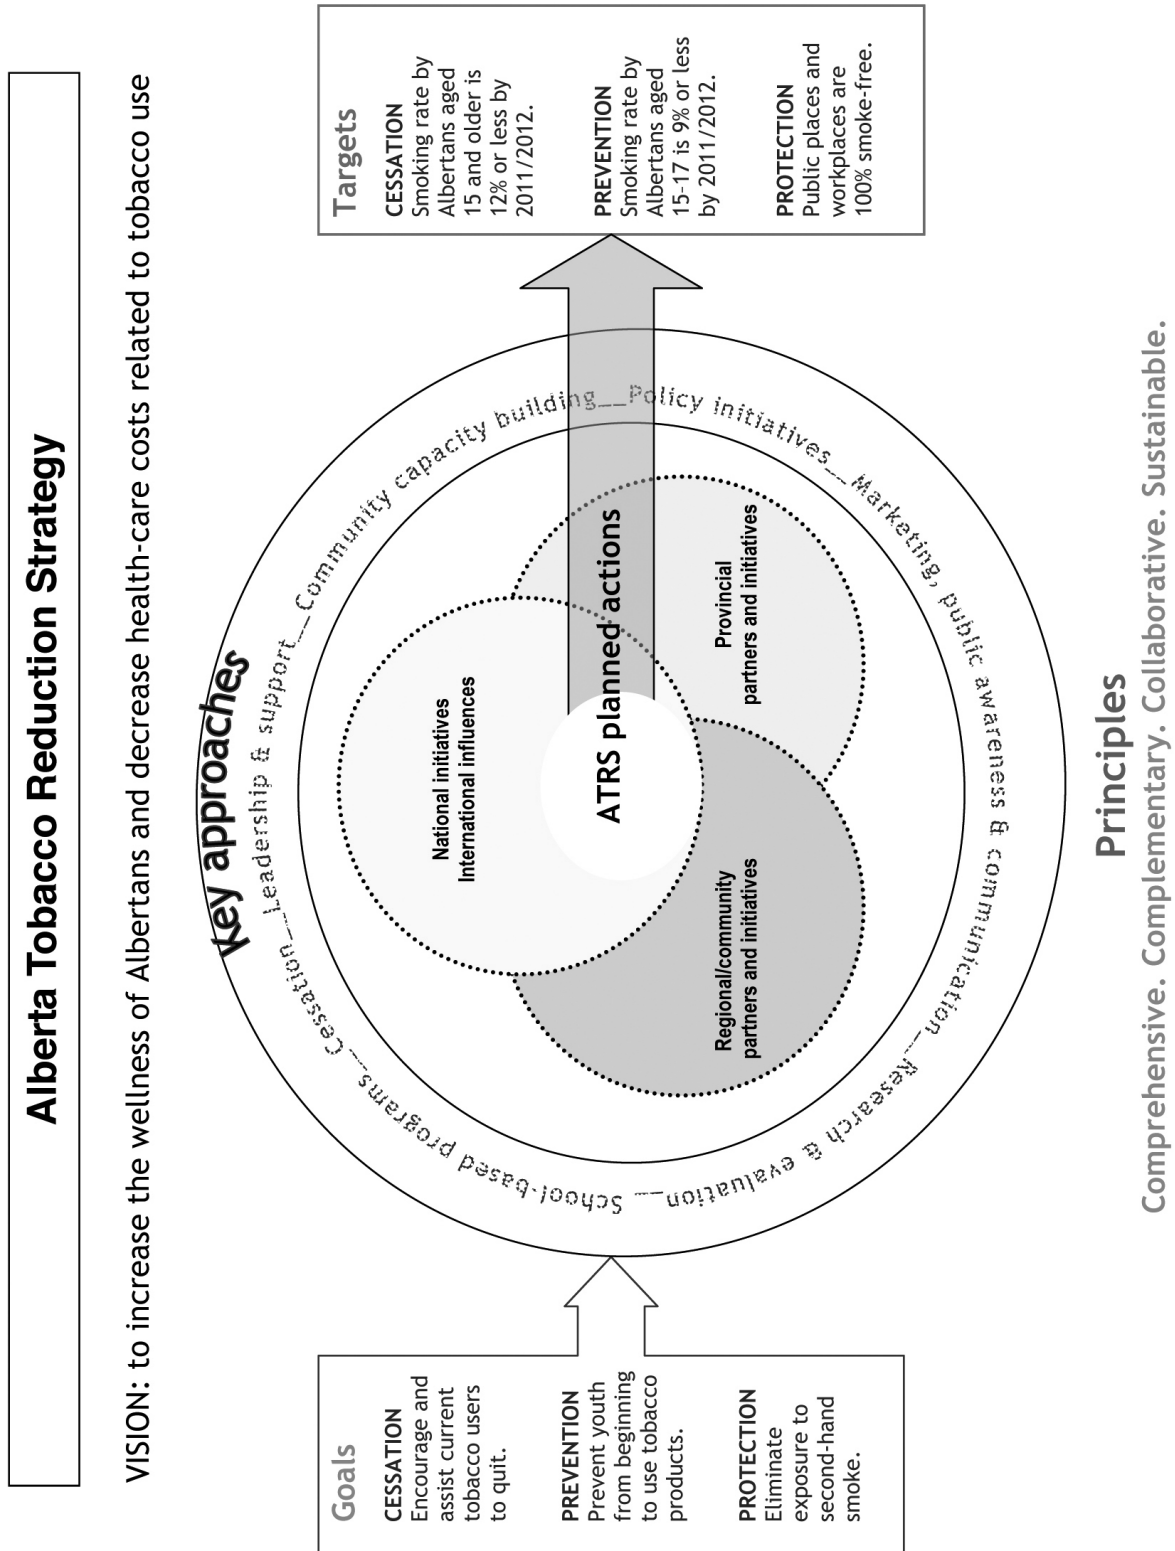 Alberta Tobacco Reduction Strategy
VISION: to increase the wellness of Albertans and decrease health-care costs related to tobacco use
Goals
CESSATION
Encourage and
assist current
tobacco users
to quit.
PREVENTION
Prevent youth
from beginning
to use tobacco
products.
PROTECTION
Eliminate
exposure to
second-hand
smoke.
Key approaches
School-based programs__Cessation__Leadership & support__Community capacity building__Policy initiatives__Marketing, public awareness & communication__Research & evaluation__
National initiatives
International influences
ATRS planned actions
Regional/community
partners and initiatives
Provincial
partners and initiatives
Targets
CESSATION
Smoking rate by
Albertans aged
15 and older is
12% or less by
2011/2012.
PREVENTION
Smoking rate by
Albertans aged
15-17 is 9% or less
by 2011/2012.
PROTECTION
Public places and
workplaces are
100% smoke-free.
Principles
Comprehensive. Complementary. Collaborative. Sustainable.